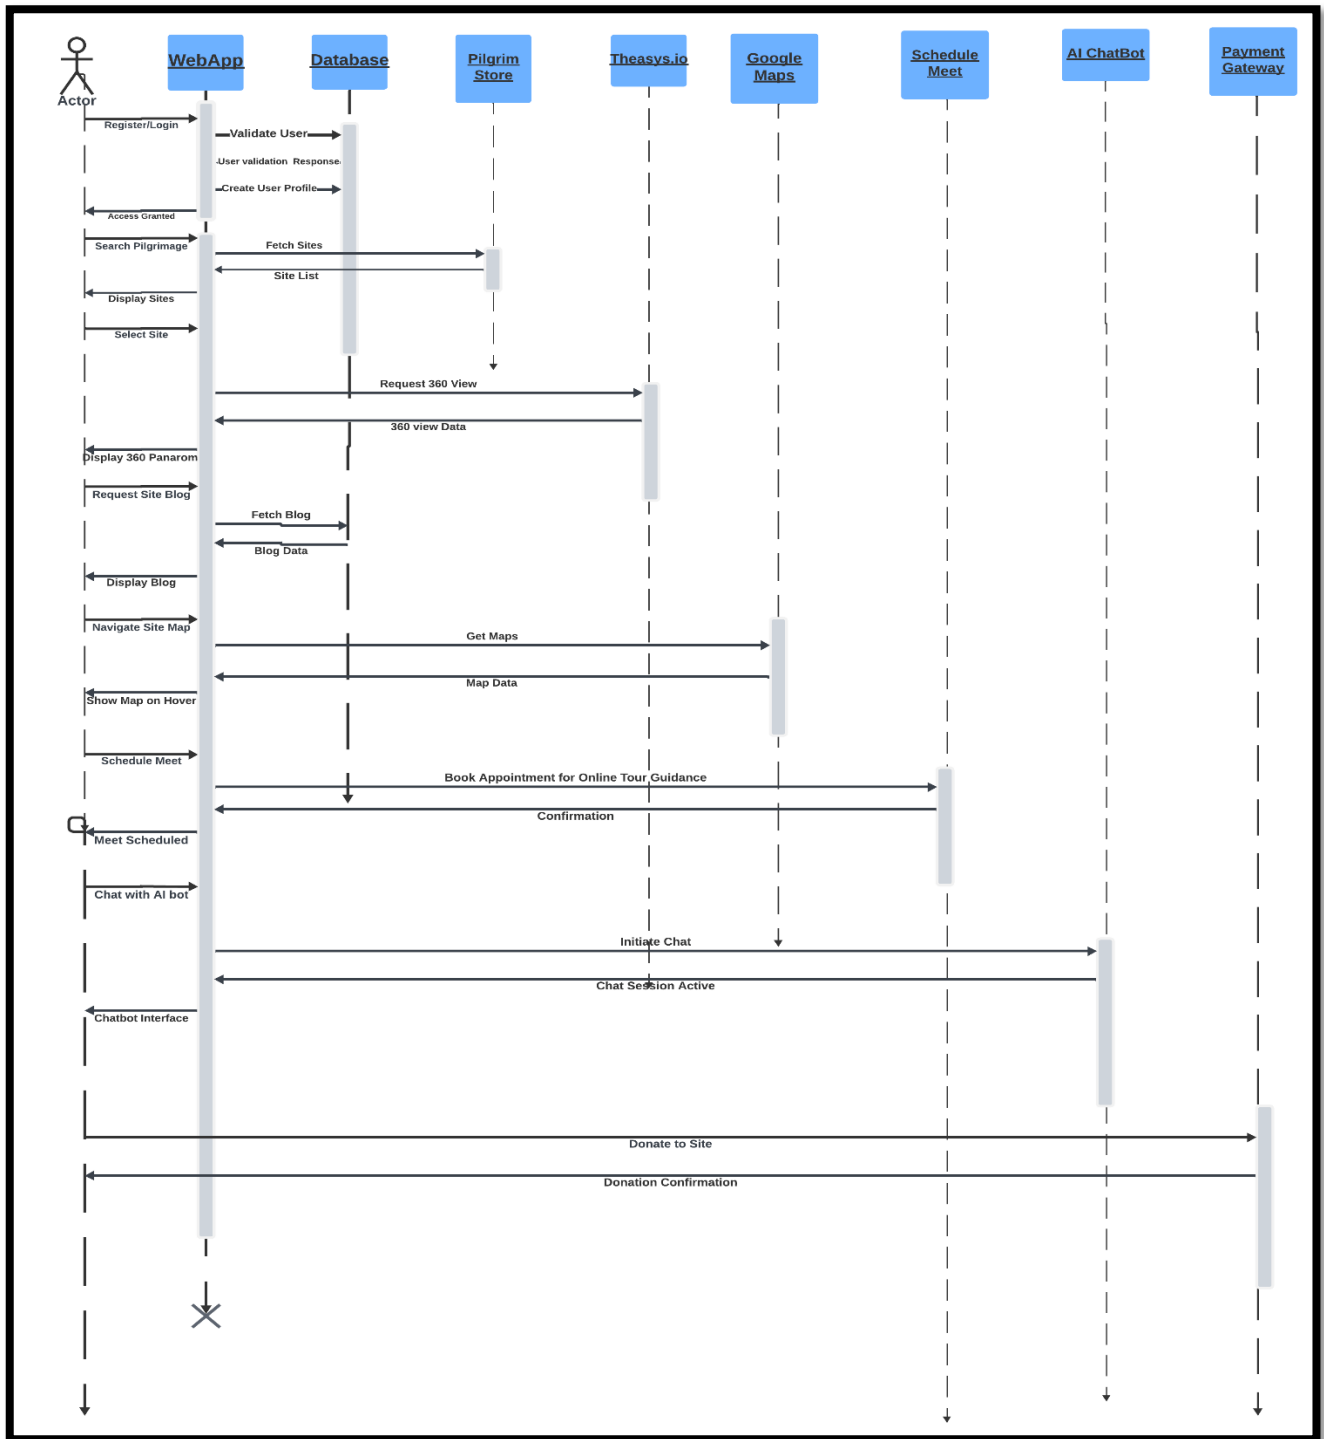 Actor
WebApp
Database
Pilgrim
Store
Theasys.io
Google
Maps
Schedule
Meet
AI ChatBot
Payment
Gateway
Register/Login
Validate User
User validation Response
Create User Profile
Access Granted
Search Pilgrimage
Fetch Sites
Site List
Display Sites
Select Site
Request 360 View
360 view Data
Display 360 Panarom
Request Site Blog
Fetch Blog
Blog Data
Display Blog
Navigate Site Map
Get Maps
Map Data
Show Map on Hover
Schedule Meet
Book Appointment for Online Tour Guidance
Confirmation
Meet Scheduled
Chat with AI bot
Initiate Chat
Chat Session Active
Chatbot Interface
Donate to Site
Donation Confirmation